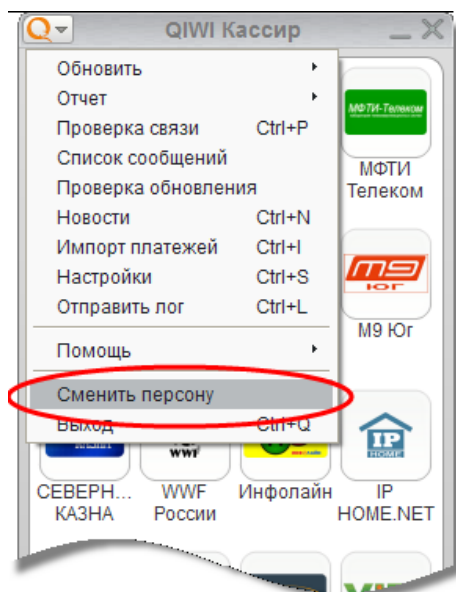 QIWI Кассир
Обновить
Отчет
Проверка связи Ctrl+P
Список сообщений
Проверка обновления
Новости Ctrl+N
Импорт платежей Ctrl+I
Настройки Ctrl+S
Отправить лог Ctrl+L
Помощь
Сменить персону
Выход Ctrl+Q
МФТИ-Телеком
МФТИ
Телеком
М9
ЮГ
М9 Юг
WWF
IP
HOME
СЕВЕРН...
КАЗНА
WWF
России
Инфолайн
IP
HOME.NET